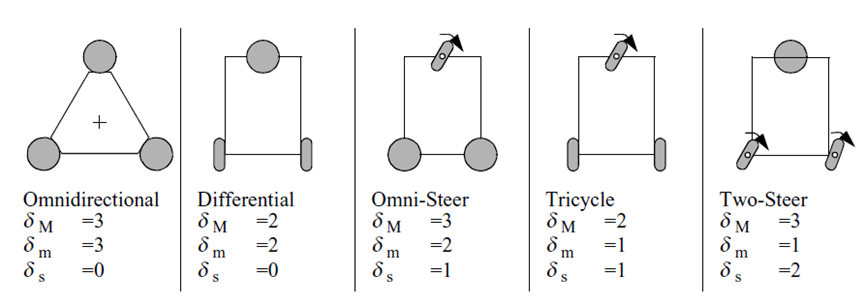 Omnidirectional
δM =3
δm =3
δs =0
Differential
δM =2
δm =2
δs =0
Omni-Steer
δM =3
δm =2
δs =1
Tricycle
δM =2
δm =1
δs =1
Two-Steer
δM =3
δm =1
δs =2